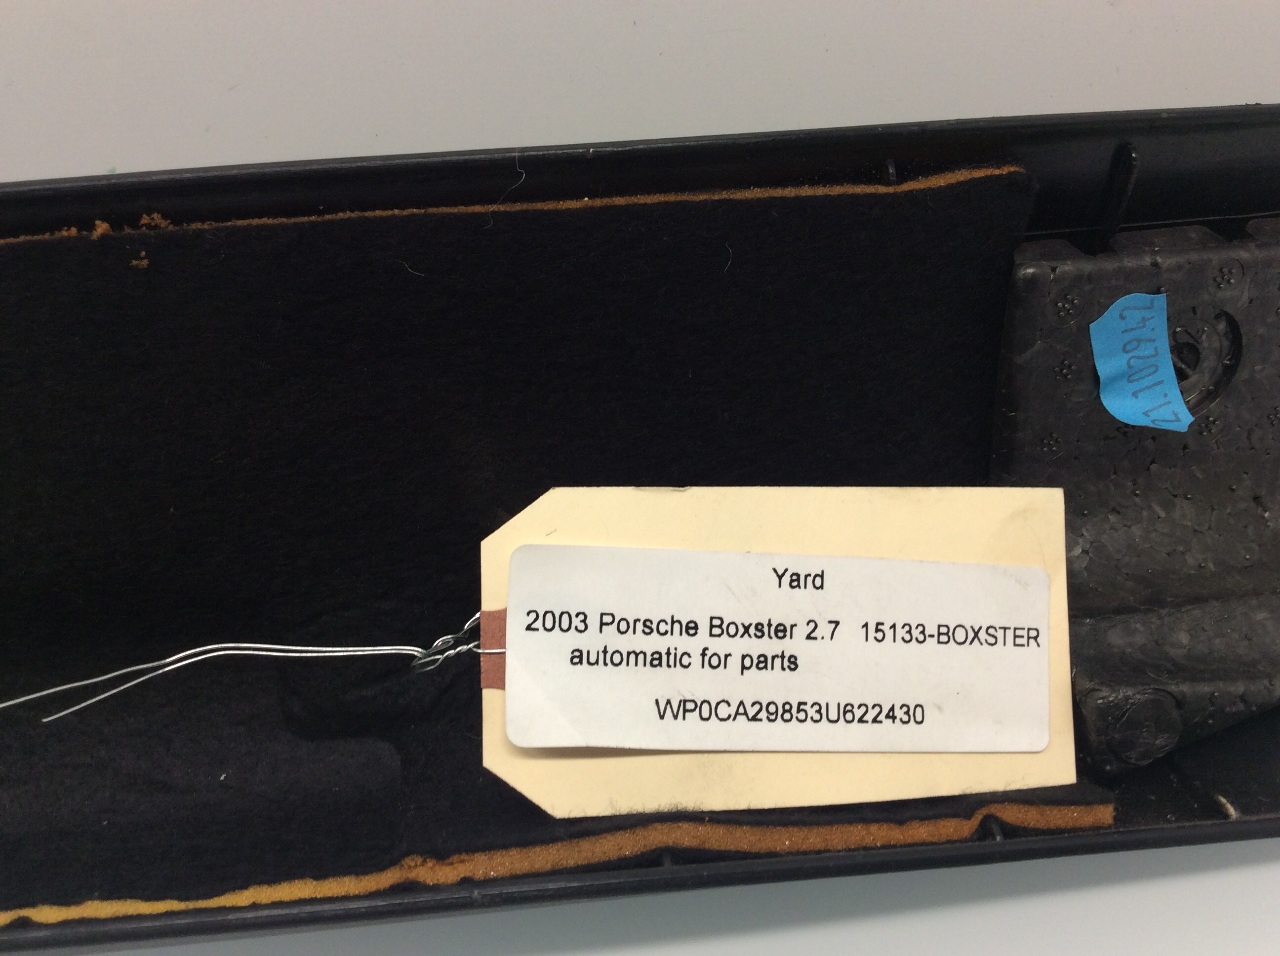 21.1029.42
Yard
2003 Porsche Boxster 2.7 15133-BOXSTER
automatic for parts
WP0CA29853U622430